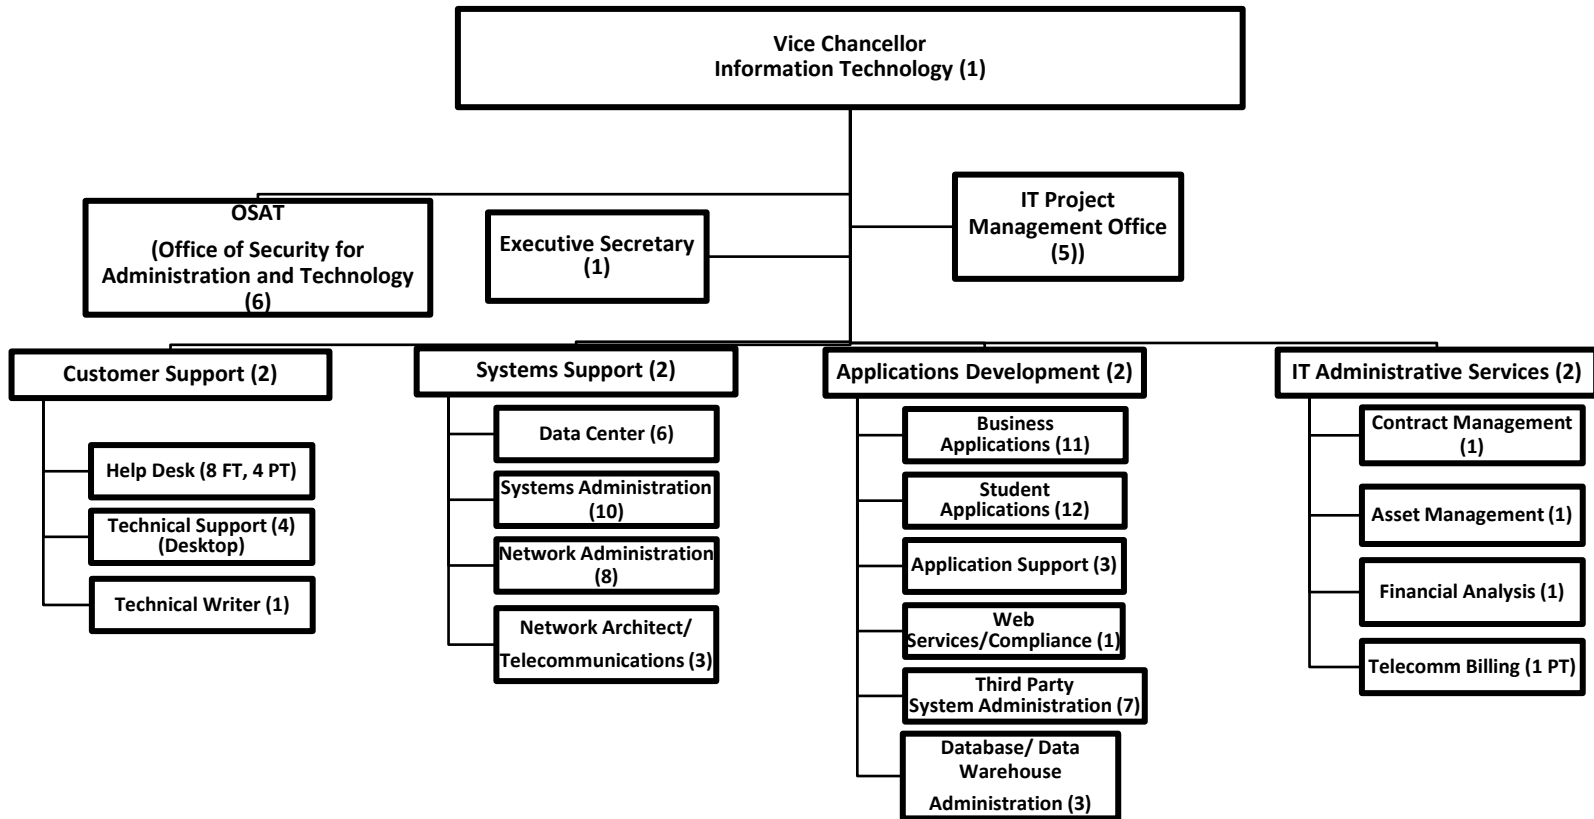 Vice Chancellor
Information Technology (1)
OSAT
(Office of Security for
Administration and Technology
(6)
Executive Secretary
(1)
IT Project
Management Office
(5))
Customer Support (2)
Help Desk (8 FT, 4 PT)
Technical Support (4)
(Desktop)
Technical Writer (1)
Systems Support (2)
Data Center (6)
Systems Administration
(10)
Network Administration
(8)
Network Architect/
Telecommunications (3)
Applications Development (2)
Business
Applications (11)
Student
Applications (12)
Application Support (3)
Web
Services/Compliance (1)
Third Party
System Administration (7)
Database/ Data
Warehouse
Administration (3)
IT Administrative Services (2)
Contract Management
(1)
Asset Management (1)
Financial Analysis (1)
Telecomm Billing (1 PT)